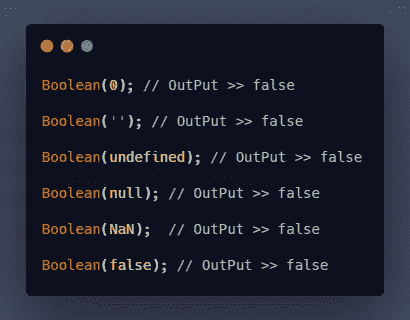 Boolean(0); // OutPut >> false
Boolean(''); // OutPut >> false
Boolean(undefined); // OutPut >> false
Boolean(null); // OutPut >> false
Boolean(NaN);  // OutPut >> false
Boolean(false); // OutPut >> false